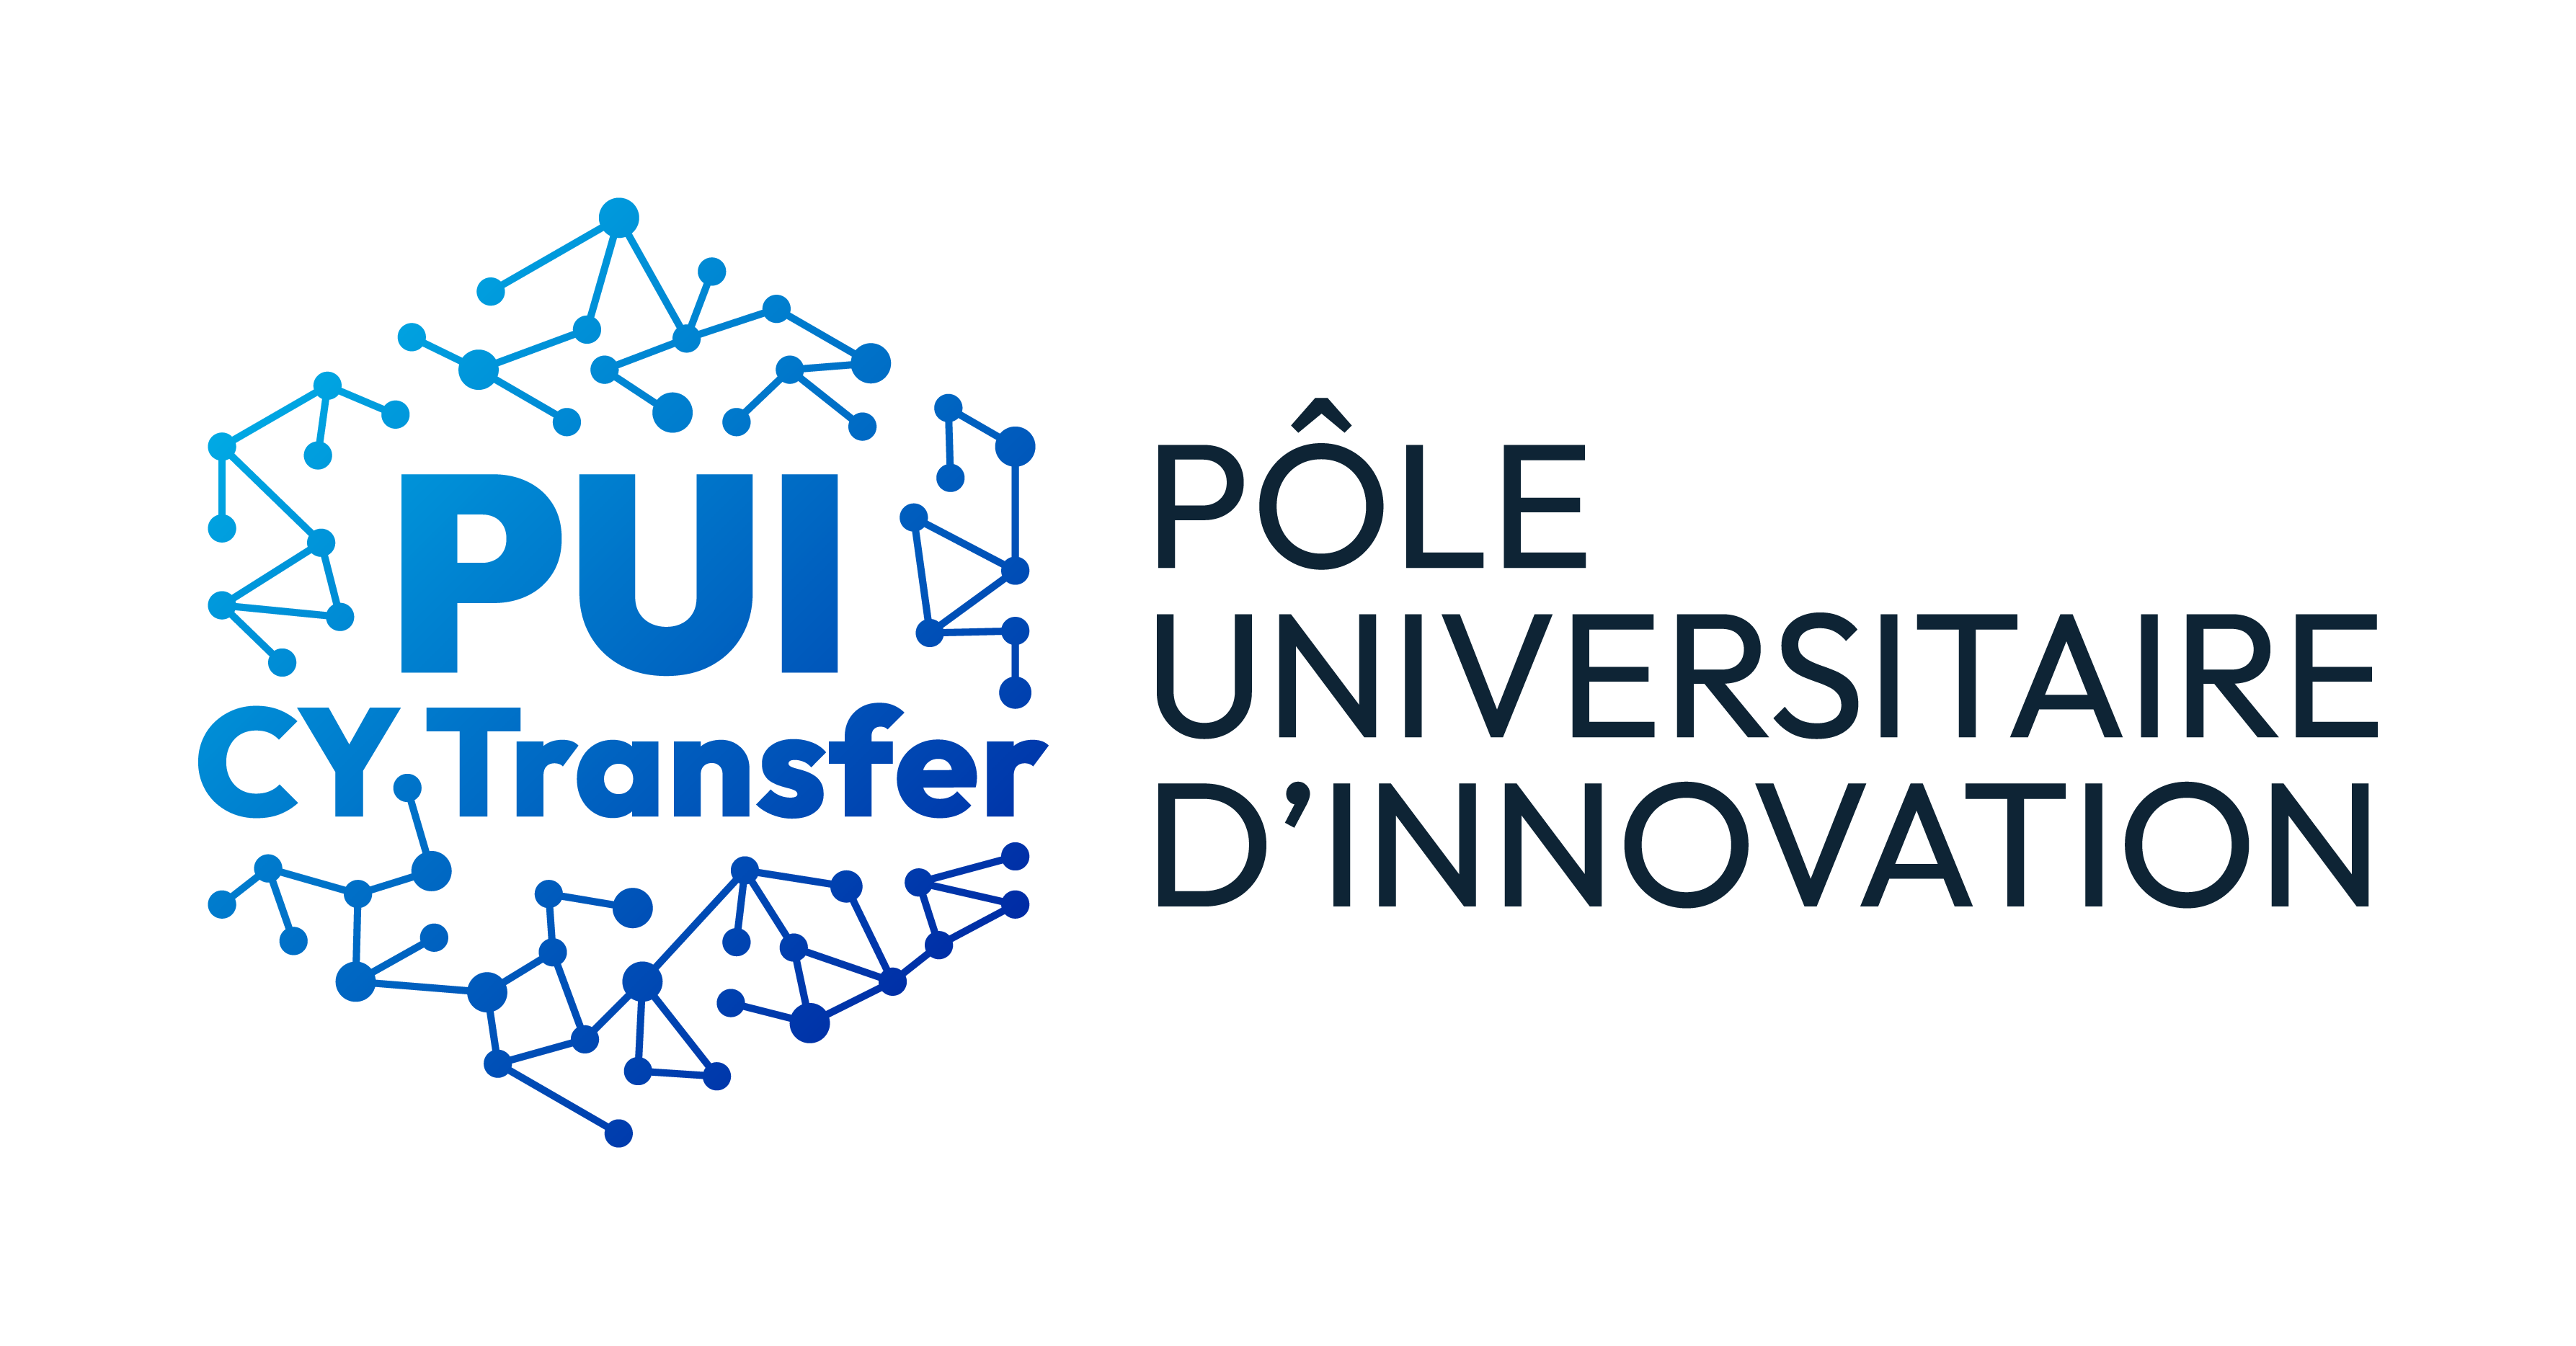 PUI
CY Transfer
PÔLE
UNIVERSITAIRE
D’INNOVATION